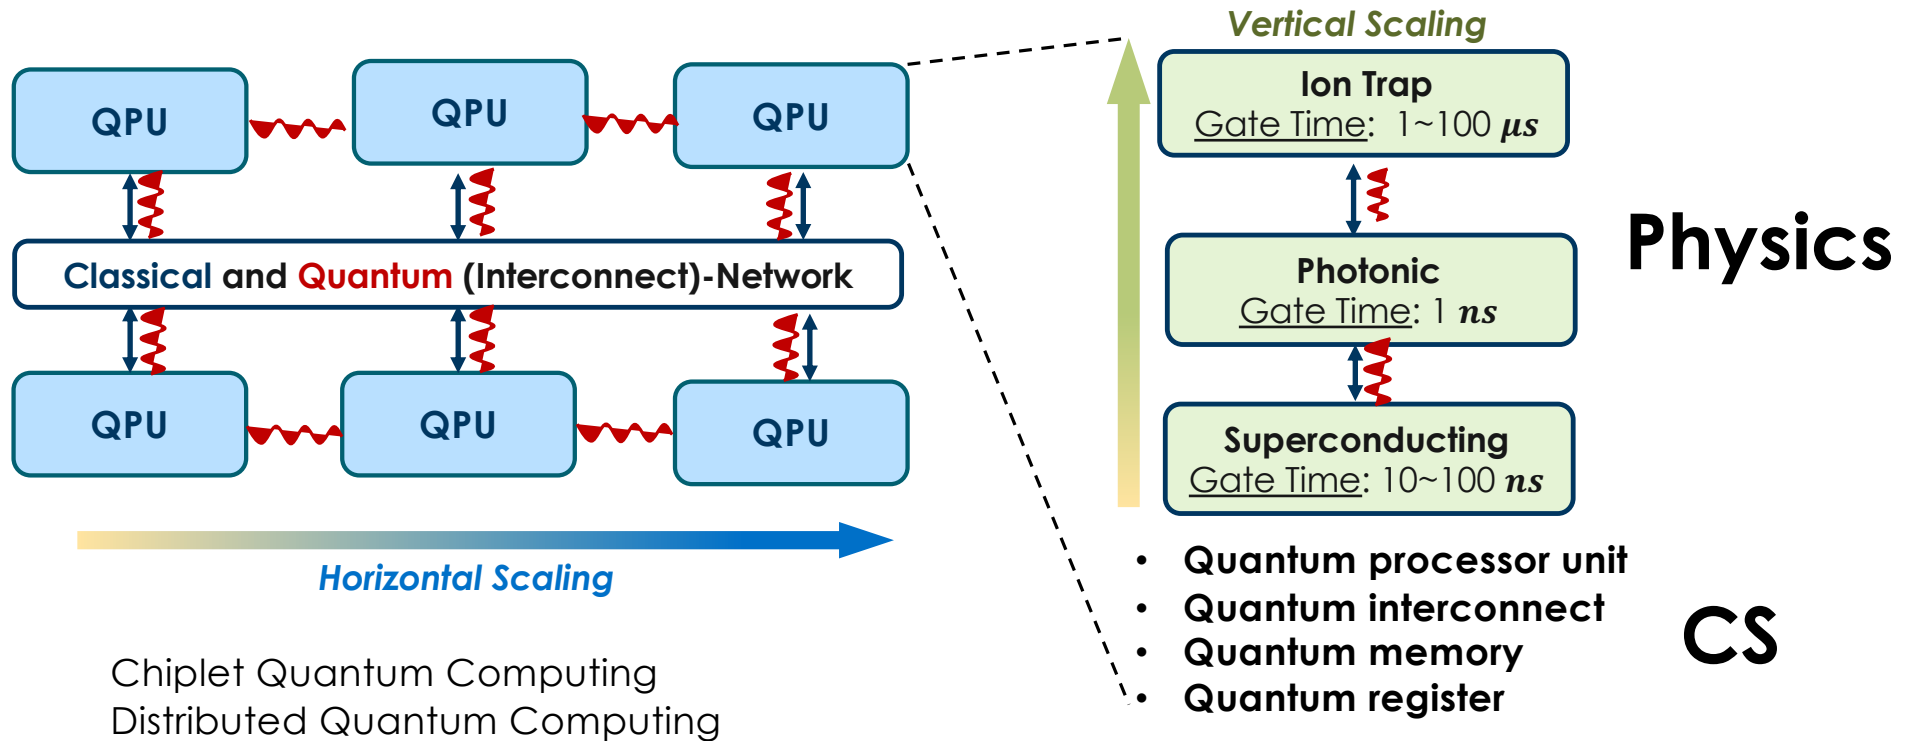 QPU
QPU
QPU
Classical and Quantum (Interconnect)-Network
QPU
QPU
QPU
Horizontal Scaling
Chiplet Quantum Computing
Distributed Quantum Computing
Vertical Scaling
Ion Trap
Gate Time: 1~100 μs
Photonic
Gate Time: 1 ns
Superconducting
Gate Time: 10~100 ns
Physics
• Quantum processor unit
• Quantum interconnect
• Quantum memory
• Quantum register
CS